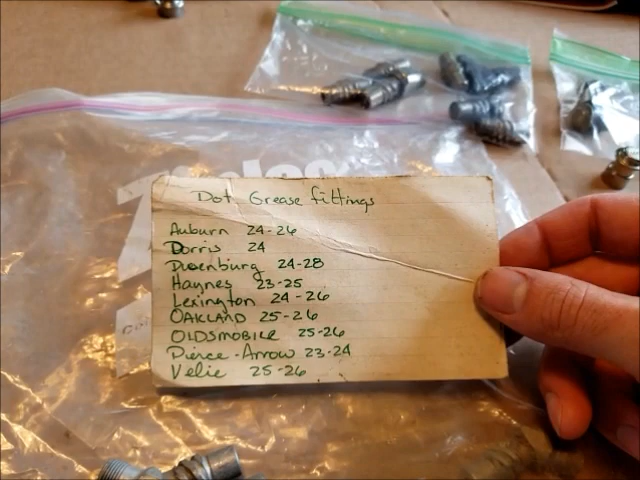 Dot Grease fittings
Auburn 24-26
Dorris 24
Duenburg 24-28
Haynes 23-25
Lexington 24-26
OAKLAND 25-26
OLDSMOBILE 25-26
Pierce-Arrow 23-24
Velie 25-26